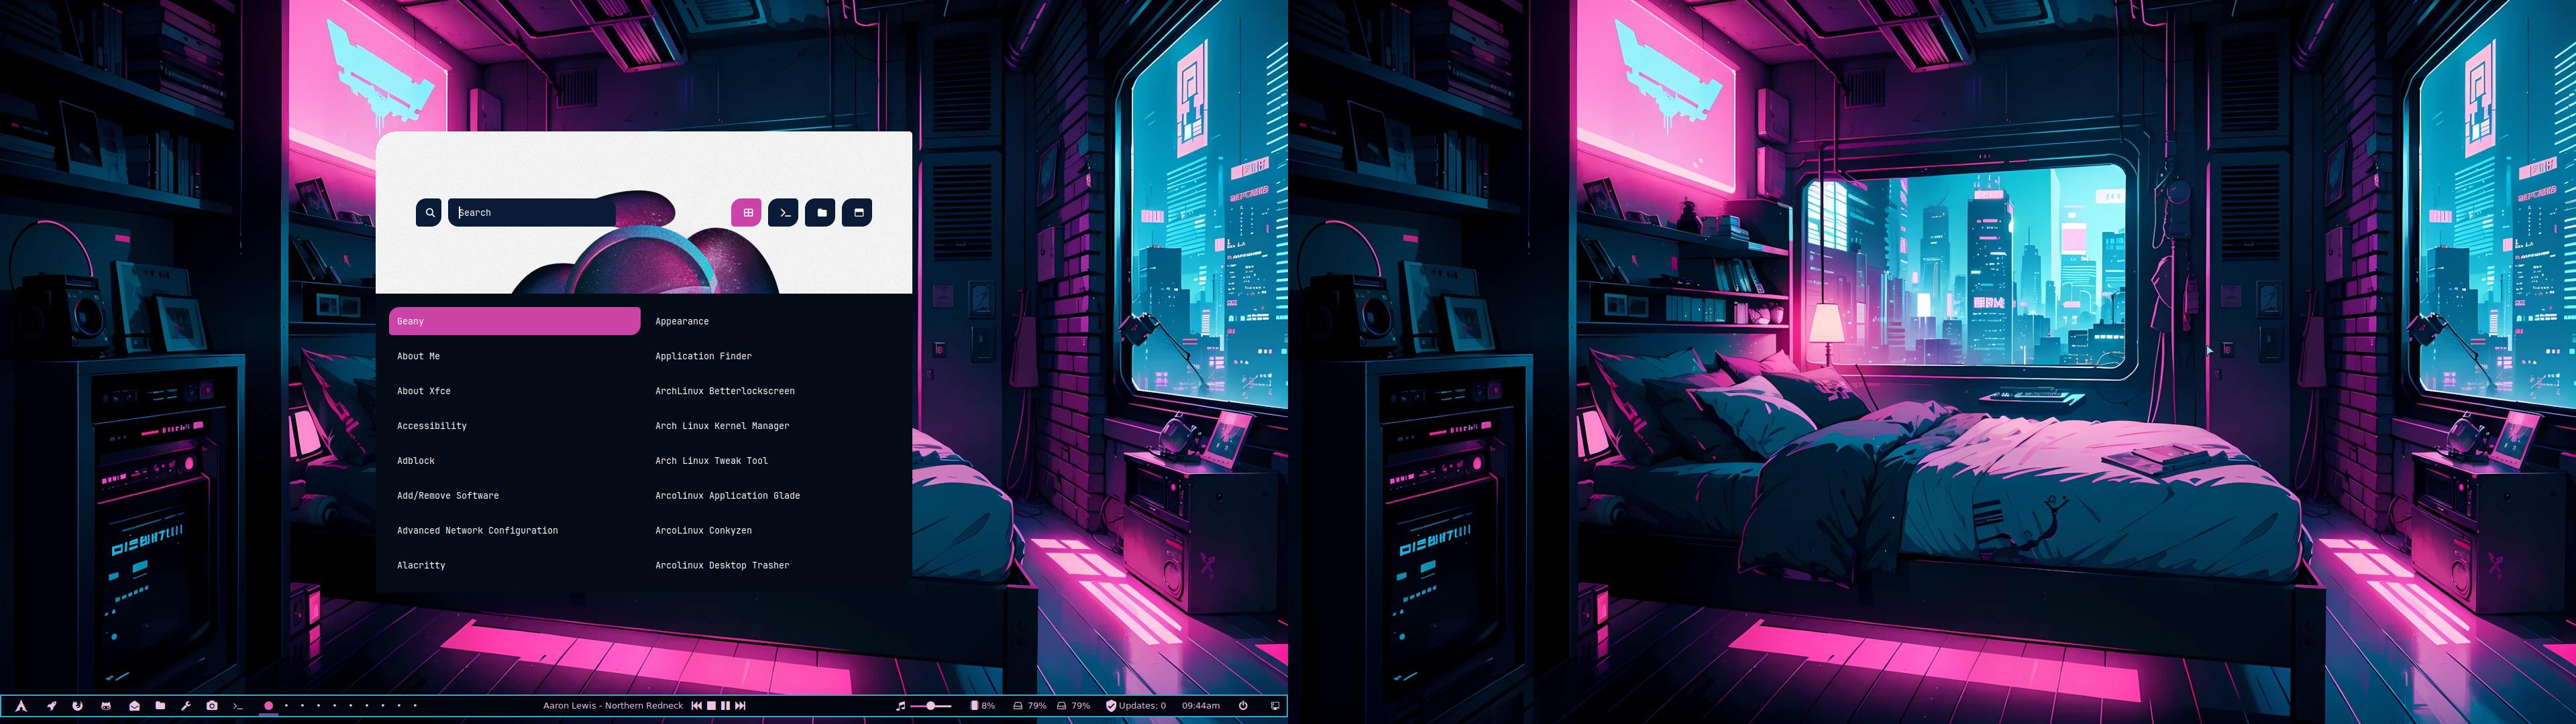 Search
Geany
Appearance
About Me
Application Finder
About Xfce
ArchLinux Betterlockscreen
Accessibility
Arch Linux Kernel Manager
Adblock
Arch Linux Tweak Tool
Add/Remove Software
Arcolinux Application Glade
Advanced Network Configuration
ArcoLinux Conkyzen
Alacritty
Arcolinux Desktop Trasher
Aaron Lewis - Northern Redneck
8%
79%
79%
Updates: 0
09:44am